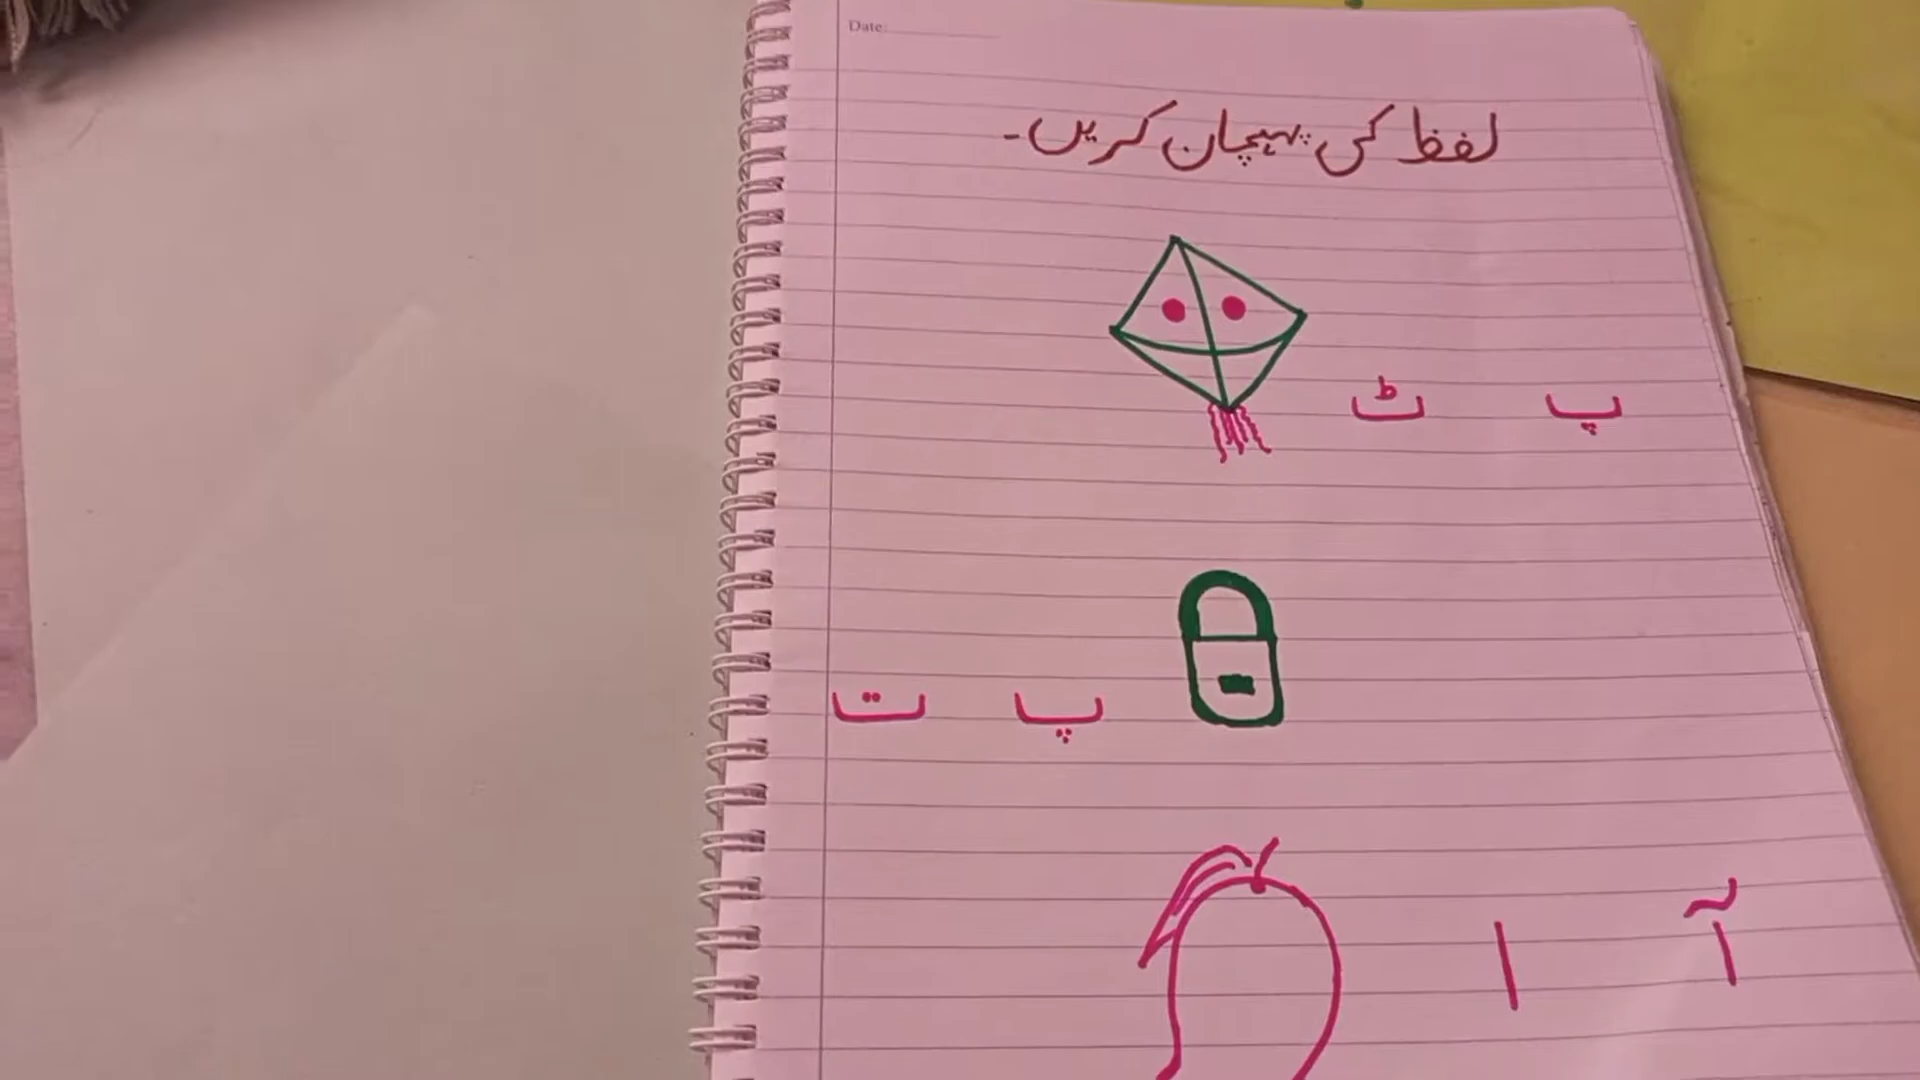 Date:
لفظ کی پہچان کریں۔
پ ٹ
پ ت
آ ا